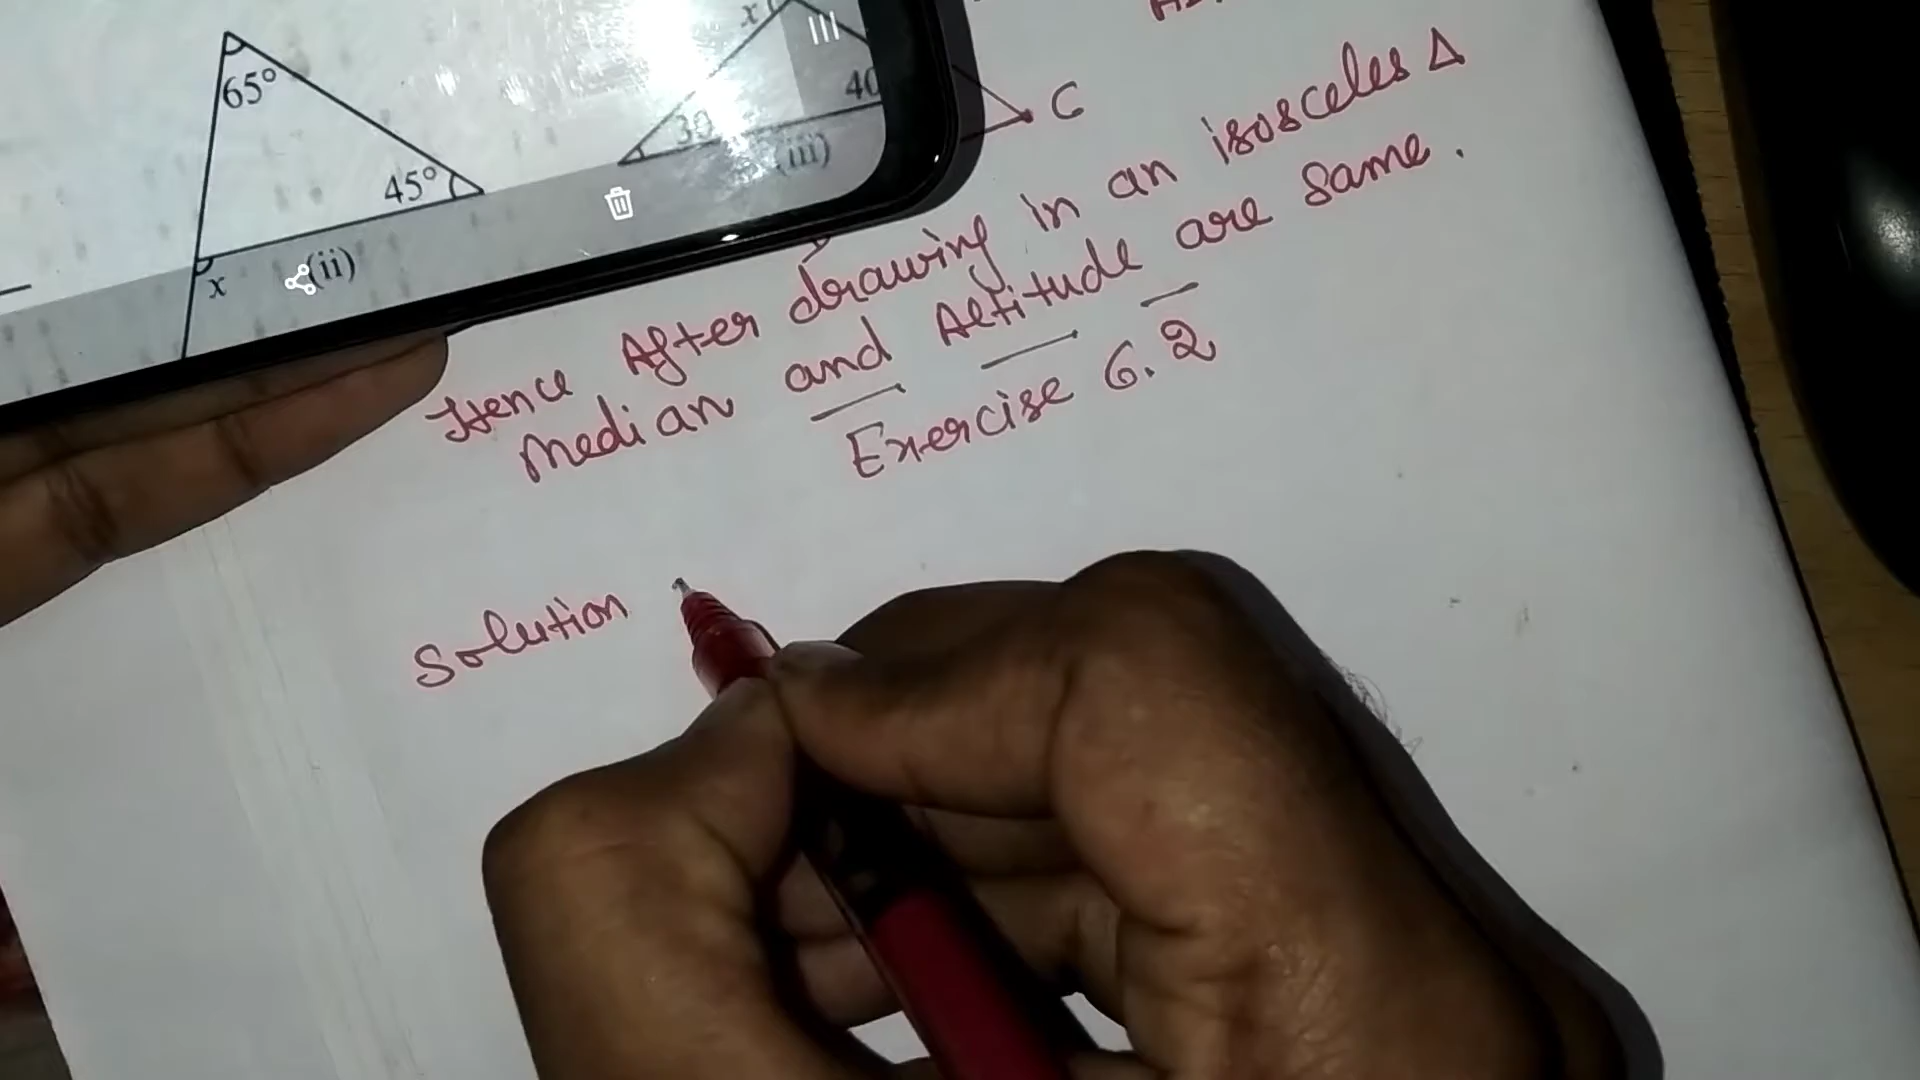 65°
45°
x
(ii)
x
30
40
(iii)
C
Hence After drawing in an isosceles Δ
Median and Altitude are same.
Exercise 6.2
Solution